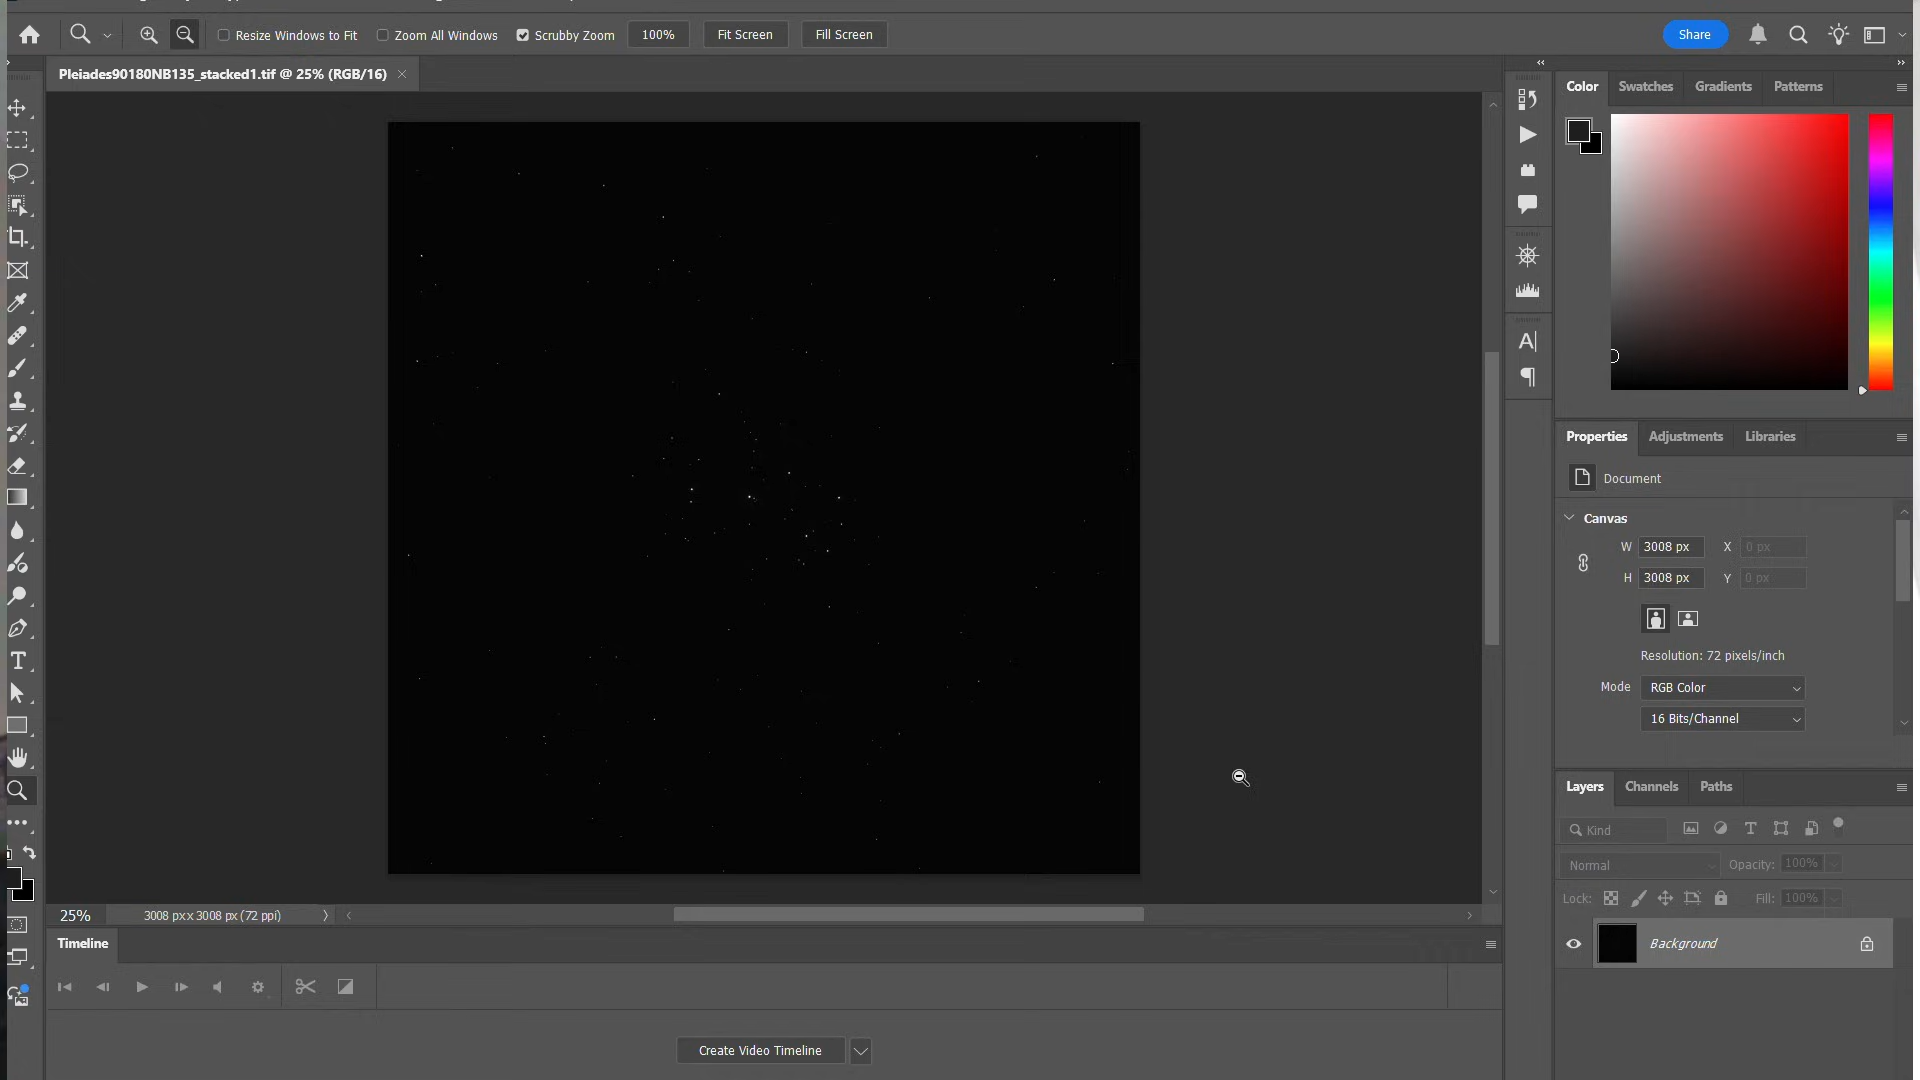 Resize Windows to Fit
Zoom All Windows
Scrubby Zoom
100%
Fit Screen
Fill Screen
Share
Pleiades90180NB135_stacked1.tif @ 25% (RGB/16)
Color
Swatches
Gradients
Patterns
Properties
Adjustments
Libraries
Document
Canvas
W 3008 px X 0 px
H 3008 px Y 0 px
Resolution: 72 pixels/inch
Mode RGB Color
16 Bits/Channel
Layers
Channels
Paths
Kind
Normal
Opacity: 100%
Lock:
Fill: 100%
Background
25%
3008 px x 3008 px (72 ppi)
Timeline
Create Video Timeline